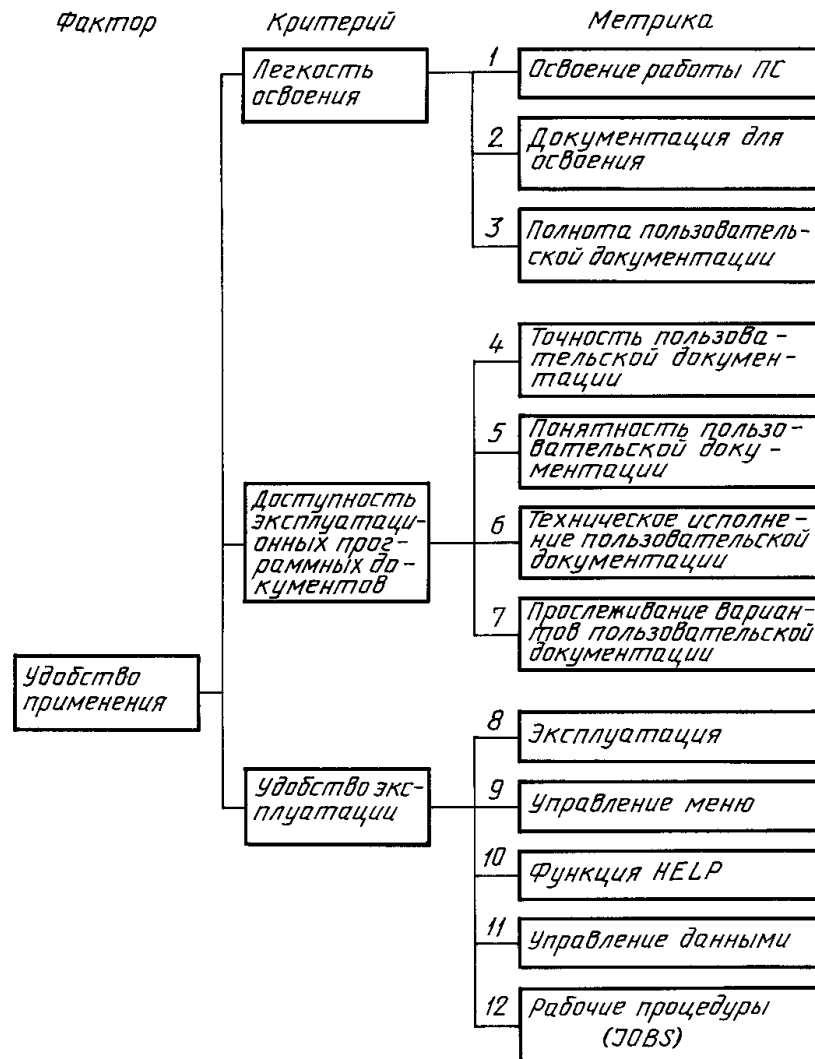 Фактор Критерий Метрика
Легкость
освоения
1 Освоение работы ПС
2 Документация для
освоения
3 Полнота пользователь-
ской документации
4 Точность пользова-
тельской докумен-
тации
5 Понятность пользо-
вательской доку-
ментации
Доступность
эксплуатаци-
онных прог-
раммных до-
кументов
6 Техническое исполне-
ние пользовательской
документации
7 Прослеживание вариан-
тов пользовательской
документации
Удобство
применения
8 Эксплуатация
Удобство экс-
плуатации
9 Управление меню
10 Функция HELP
11 Управление данными
12 Рабочие процедуры
(JOBS)